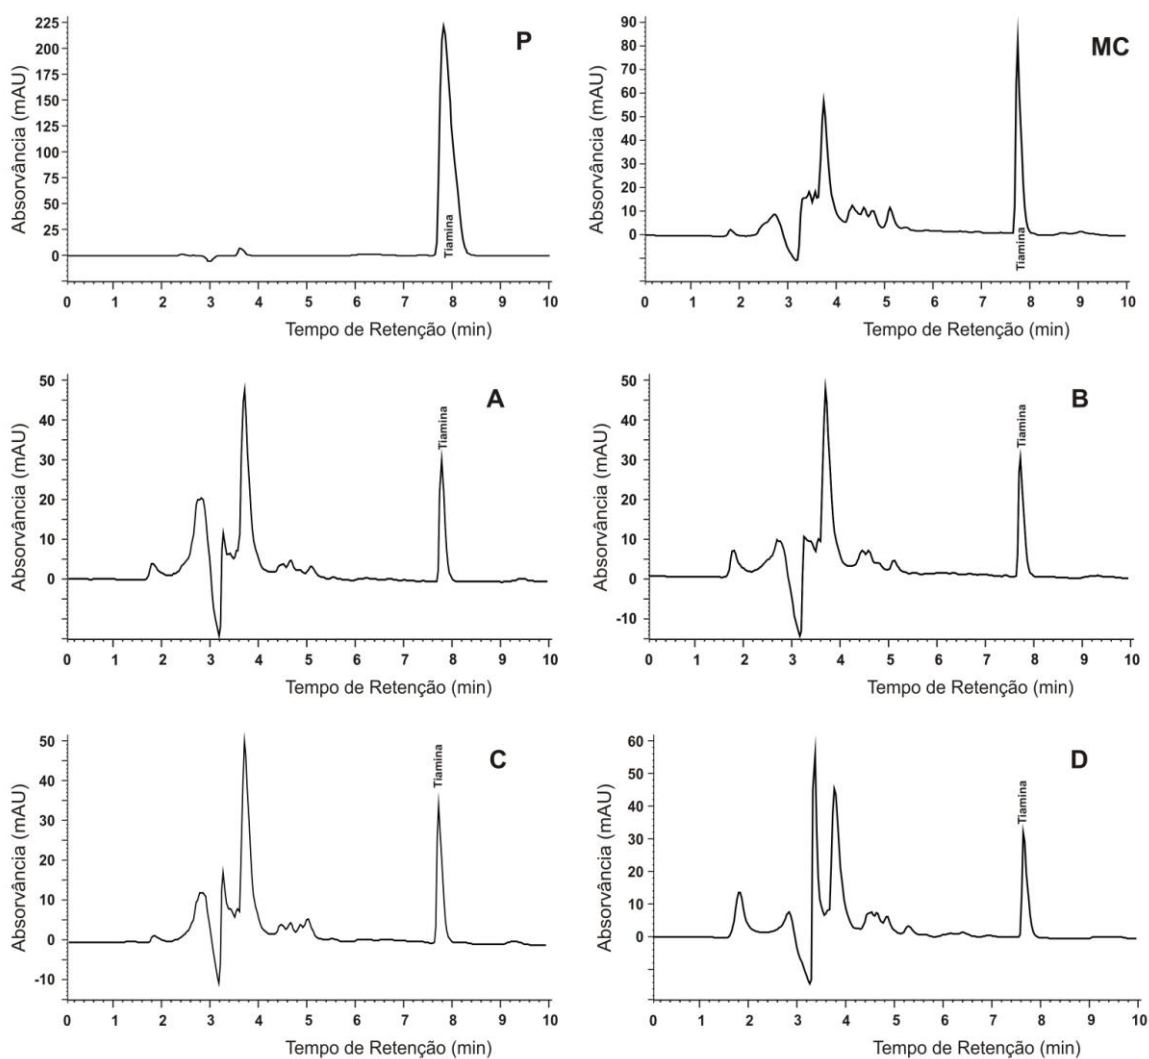 P
Absorvância (mAU)
225
200
175
150
125
100
75
50
25
0
Tiamina
0 1 2 3 4 5 6 7 8 9 10
Tempo de Retenção (min)
MC
Absorvância (mAU)
90
80
70
60
50
40
30
20
10
0
Tiamina
0 1 2 3 4 5 6 7 8 9 10
Tempo de Retenção (min)
A
Absorvância (mAU)
50
40
30
20
10
0
Tiamina
0 1 2 3 4 5 6 7 8 9 10
Tempo de Retenção (min)
B
Absorvância (mAU)
50
40
30
20
10
0
-10
Tiamina
0 1 2 3 4 5 6 7 8 9 10
Tempo de Retenção (min)
C
Absorvância (mAU)
50
40
30
20
10
0
-10
Tiamina
0 1 2 3 4 5 6 7 8 9 10
Tempo de Retenção (min)
D
Absorvância (mAU)
60
50
40
30
20
10
0
Tiamina
0 1 2 3 4 5 6 7 8 9 10
Tempo de Retenção (min)